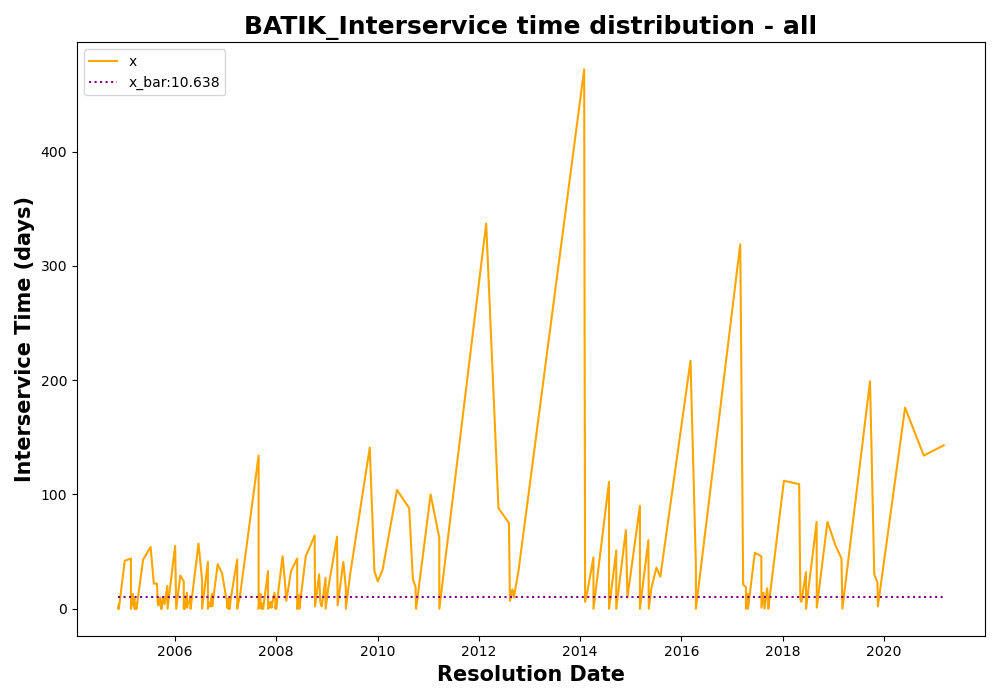 BATIK_Interservice time distribution - all
x
x_bar:10.638
Interservice Time (days)
400
300
200
100
0
2006 2008 2010 2012 2014 2016 2018 2020
Resolution Date